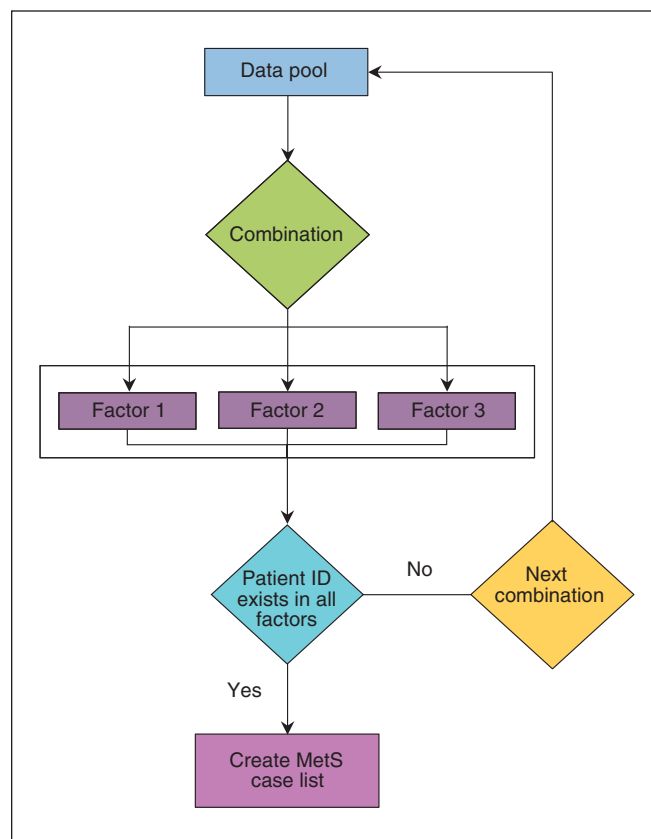 Data pool
Combination
Factor 1
Factor 2
Factor 3
Patient ID
exists in all
factors
No
Next
combination
Yes
Create MetS
case list